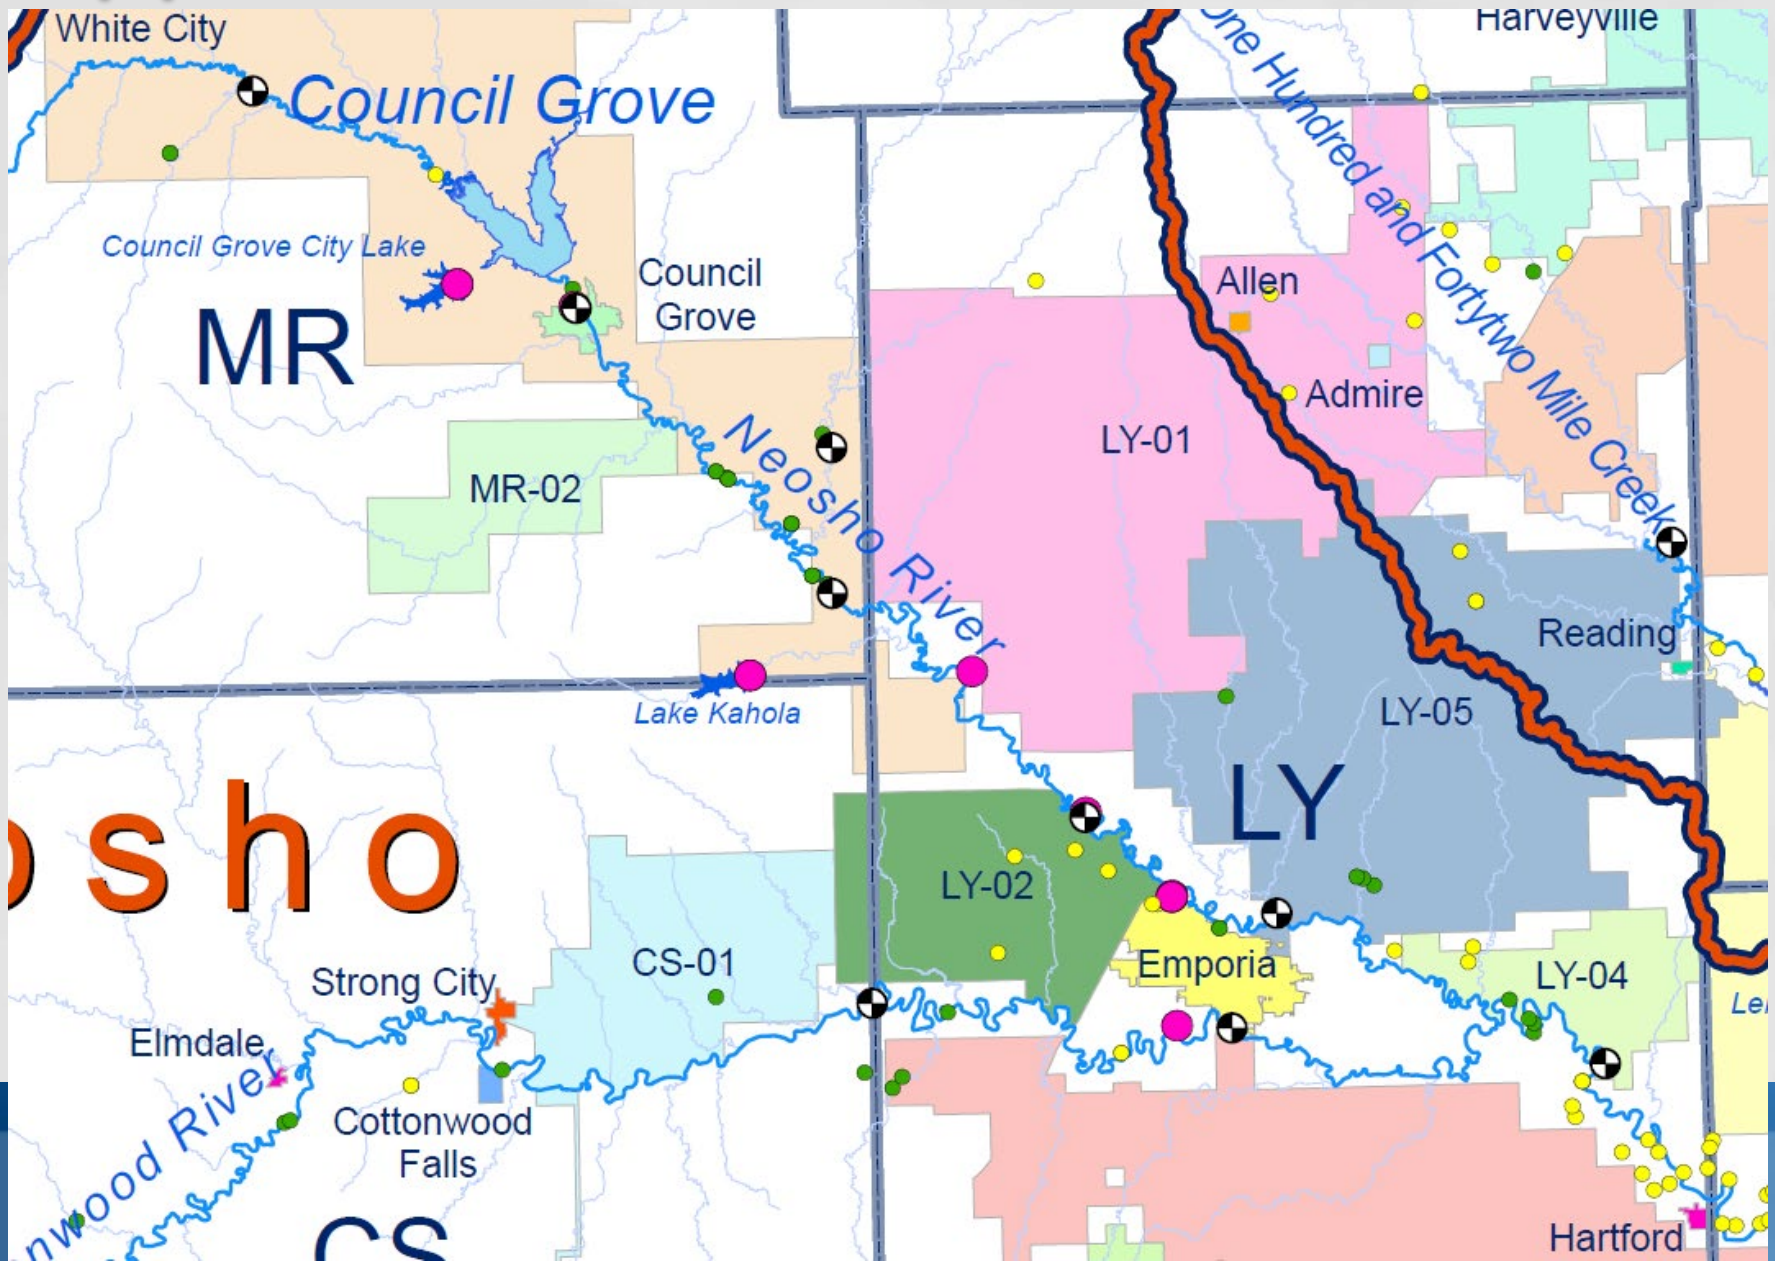 White City
Harveyville
Council Grove
One Hundred and Fortytwo Mile Creek
Council Grove City Lake
Council
Grove
Allen
MR
Admire
LY-01
MR-02
Neosho River
Reading
Lake Kahola
LY-05
LY
osho
LY-02
CS-01
Emporia
Strong City
LY-04
Elmdale
Cottonwood
Falls
nwood River
Hartford
CS